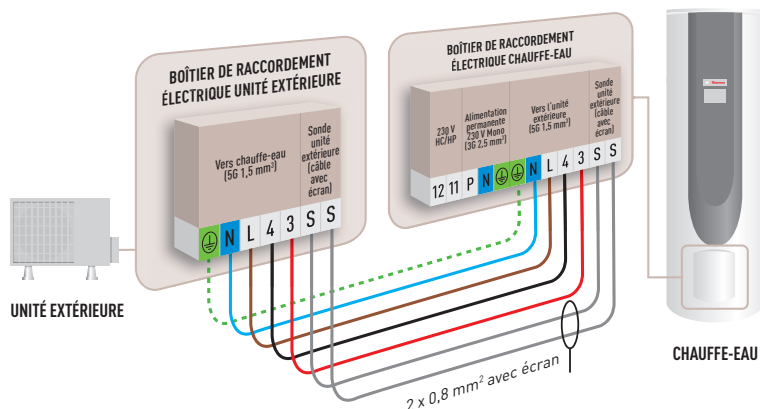 BOÎTIER DE RACCORDEMENT
ÉLECTRIQUE UNITÉ EXTÉRIEURE
Vers chauffe-eau
(5G 1,5 mm²)
Sonde
unité
extérieure
(câble
avec
écran)
N L 4 3 S S
UNITÉ EXTÉRIEURE
BOÎTIER DE RACCORDEMENT
ÉLECTRIQUE CHAUFFE-EAU
230 V
HC/HP
Alimentation
permanente
230 V Mono
(3G 2,5 mm²)
Vers l'unité
extérieure
(5G 1,5 mm²)
Sonde
unité
extérieure
(câble
avec
écran)
12 11 P N N L 4 3 S S
2 x 0,8 mm² avec écran
CHAUFFE-EAU